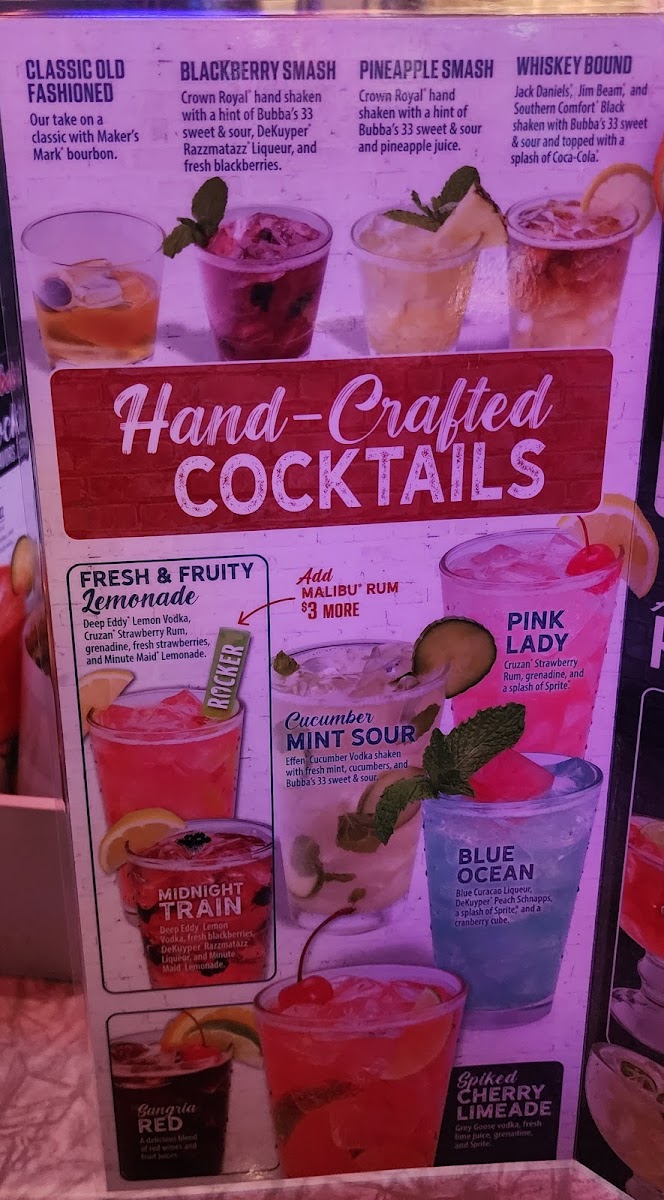 CLASSIC OLD
FASHIONED
Our take on a
classic with Maker's
Mark® bourbon.
BLACKBERRY SMASH
Crown Royal® hand shaken
with a hint of Bubba's 33
sweet & sour, DeKuyper®
Razzmatazz® Liqueur, and
fresh blackberries.
PINEAPPLE SMASH
Crown Royal® hand
shaken with a hint of
Bubba's 33 sweet & sour
and pineapple juice.
WHISKEY BOUND
Jack Daniels®, Jim Beam®, and
Southern Comfort® Black
shaken with Bubba's 33 sweet
& sour and topped with a
splash of Coca-Cola®.
Hand-Crafted
COCKTAILS
FRESH & FRUITY
Lemonade
Deep Eddy® Lemon Vodka,
Cruzan® Strawberry Rum,
grenadine, fresh strawberries,
and Minute Maid® Lemonade.
Add
MALIBU® RUM
$3 MORE
ROCKER
PINK
LADY
Cruzan® Strawberry
Rum, grenadine, and
a splash of Sprite®.
Cucumber
MINT SOUR
Effen® Cucumber Vodka shaken
with fresh mint, cucumbers, and
Bubba's 33 sweet & sour.
BLUE
OCEAN
Blue Curacao Liqueur,
DeKuyper® Peach Schnapps,
a splash of Sprite®, and a
cranberry cube.
MIDNIGHT
TRAIN
Deep Eddy® Lemon
Vodka, fresh blackberries,
DeKuyper® Razzmatazz®
Liqueur, and Minute
Maid® Lemonade.
Sangria
RED
A delicious blend
of red wines and
fruit juices.
Spiked
CHERRY
LIMEADE
Grey Goose vodka, fresh
lime juice, grenadine,
and Sprite.